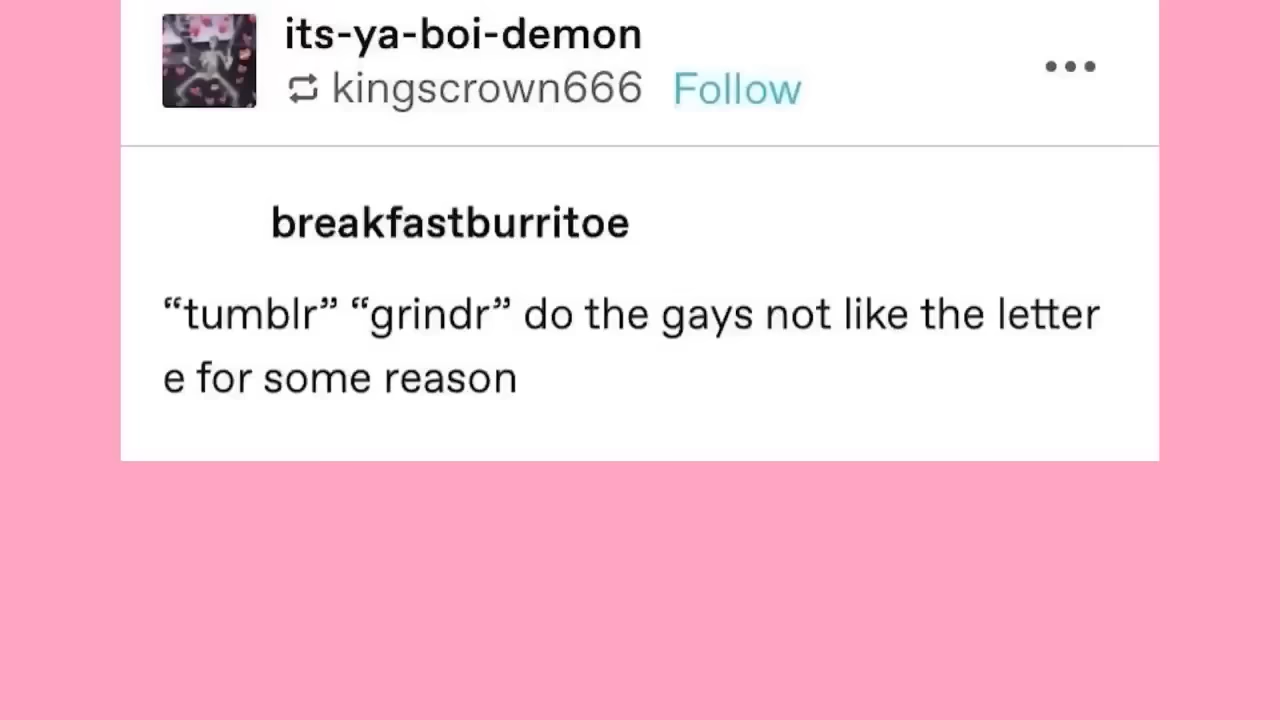 its-ya-boi-demon
kingscrown666 Follow
breakfastburritoe
“tumblr” “grindr” do the gays not like the letter
e for some reason